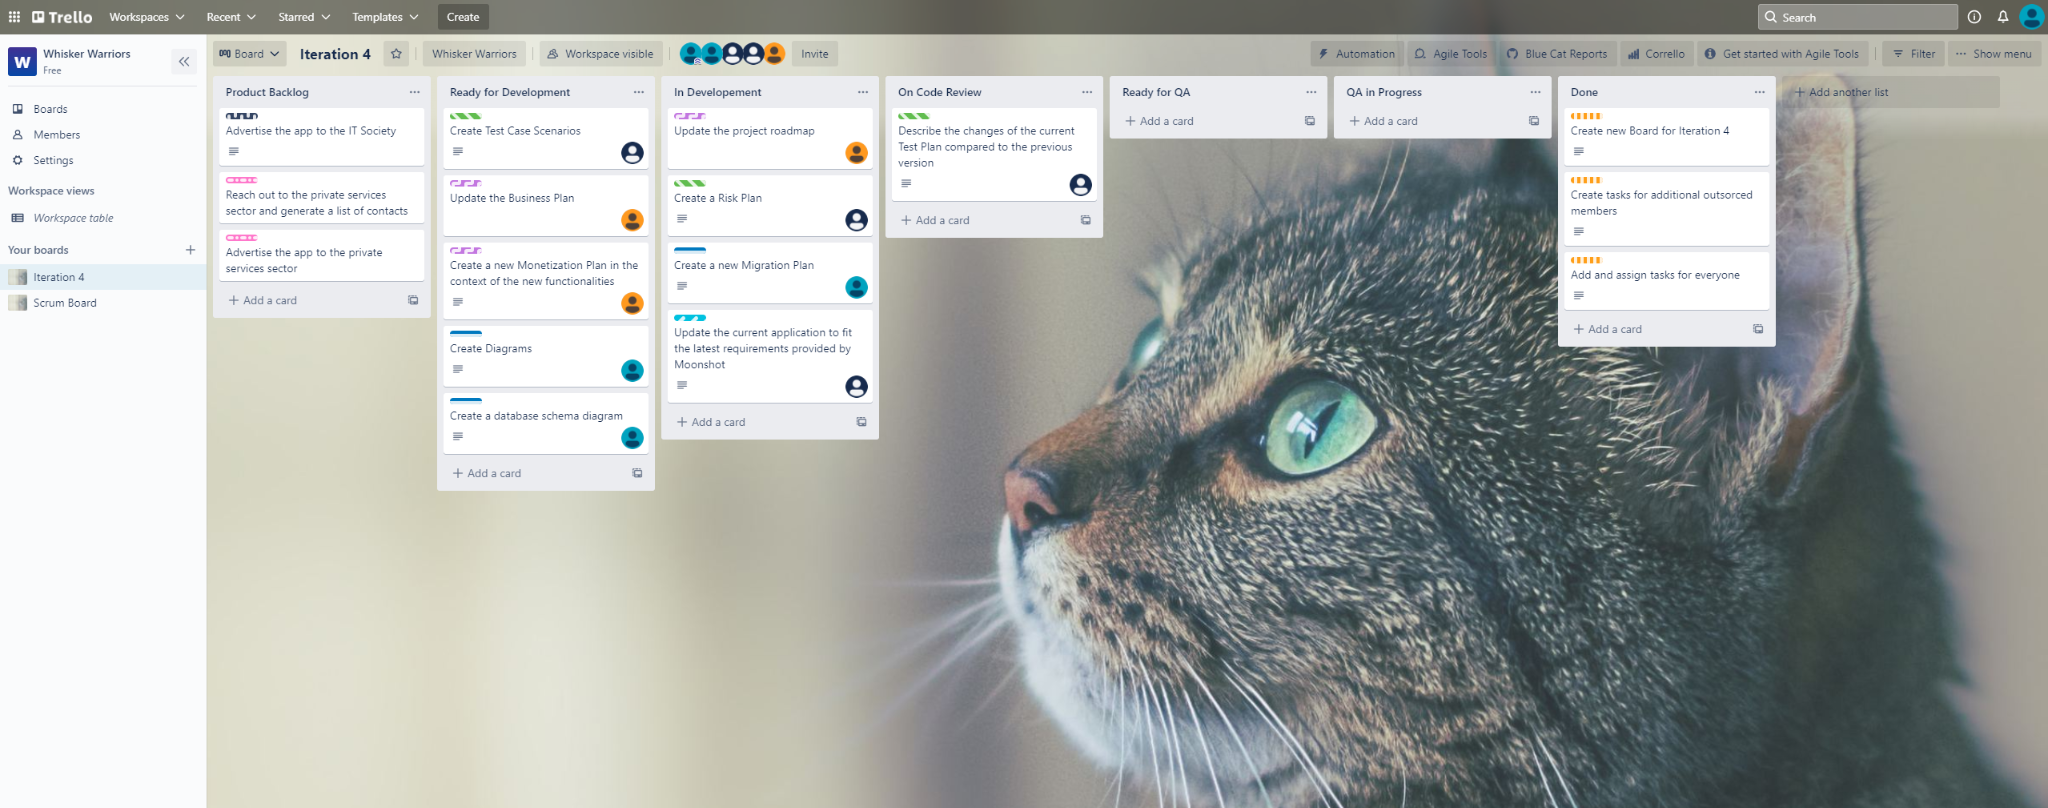 Trello
Workspaces
Recent
Starred
Templates
Create
Search
W
Whisker Warriors
Free
Board
Iteration 4
Whisker Warriors
Workspace visible
Invite
Automation
Agile Tools
Blue Cat Reports
Corrello
Get started with Agile Tools
Filter
Show menu
Boards
Members
Settings
Workspace views
Workspace table
Your boards
Iteration 4
Scrum Board
Product Backlog
Advertise the app to the IT Society
Reach out to the private services
sector and generate a list of contacts
Advertise the app to the private
services sector
Add a card
Ready for Development
Create Test Case Scenarios
Update the Business Plan
Create a new Monetization Plan in the
context of the new functionalities
Create Diagrams
Create a database schema diagram
Add a card
In Developement
Update the project roadmap
Create a Risk Plan
Create a new Migration Plan
Update the current application to fit
the latest requirements provided by
Moonshot
Add a card
On Code Review
Describe the changes of the current
Test Plan compared to the previous
version
Add a card
Ready for QA
Add a card
QA in Progress
Add a card
Done
Create new Board for Iteration 4
Create tasks for additional outsorced
members
Add and assign tasks for everyone
Add a card
Add another list